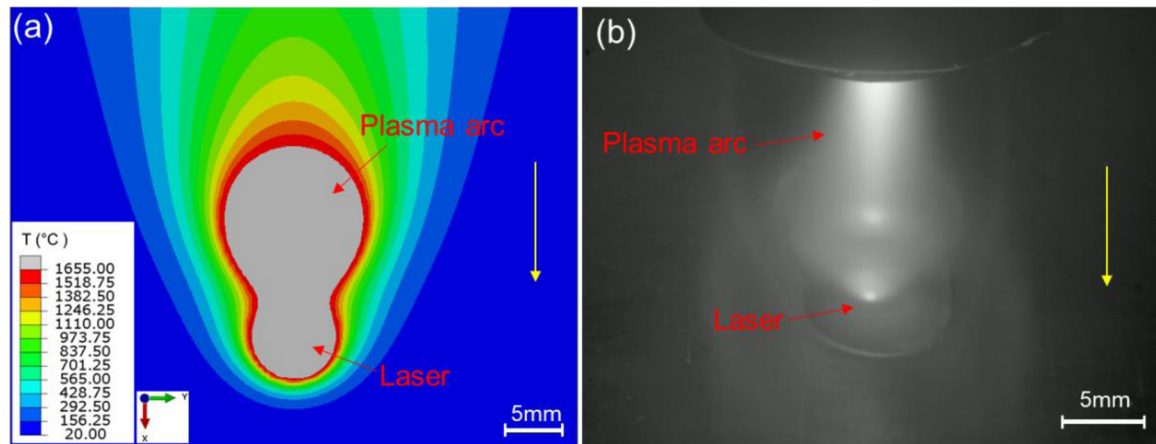 (a)
Plasma arc
Laser
T (°C )
1655.00
1518.75
1382.50
1246.25
1110.00
973.75
837.50
701.25
565.00
428.75
292.50
156.25
20.00
Y
X
5mm
(b)
Plasma arc
Laser
5mm